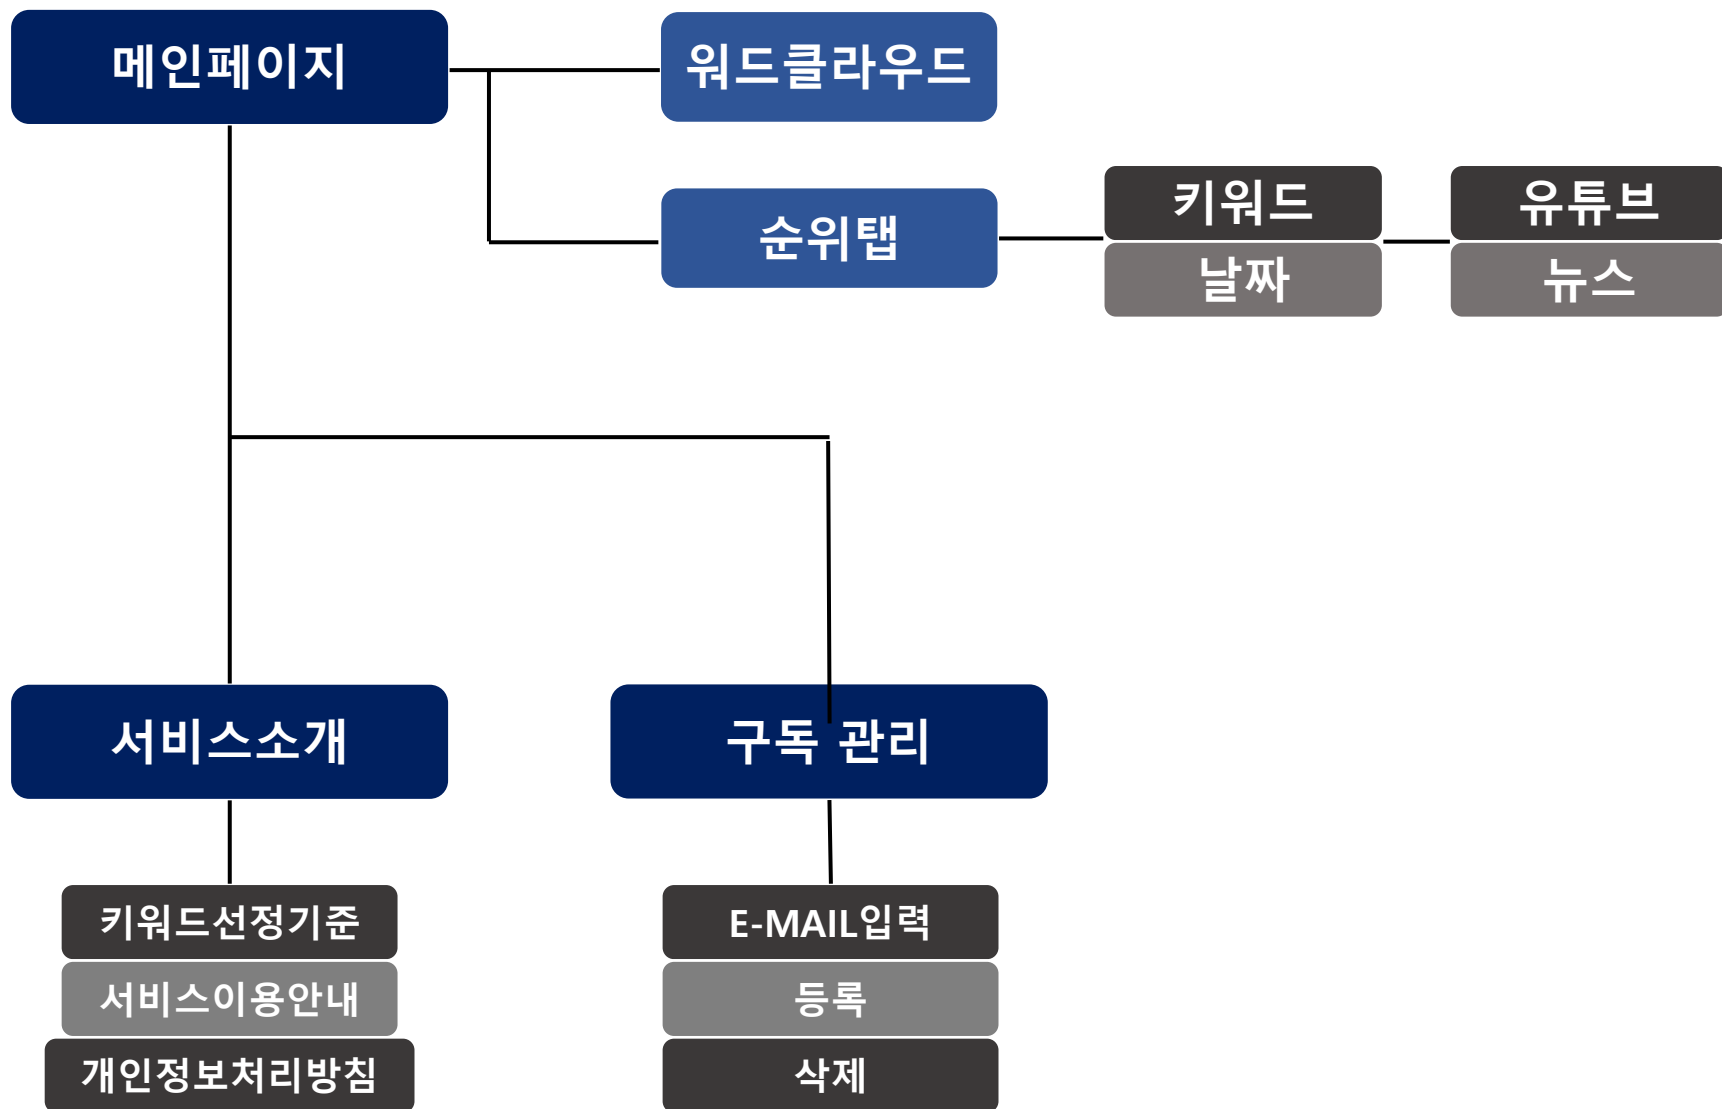 메인페이지
워드클라우드
순위탭
키워드
날짜
유튜브
뉴스
서비스소개
구독 관리
키워드선정기준
서비스이용안내
개인정보처리방침
E-MAIL입력
등록
삭제